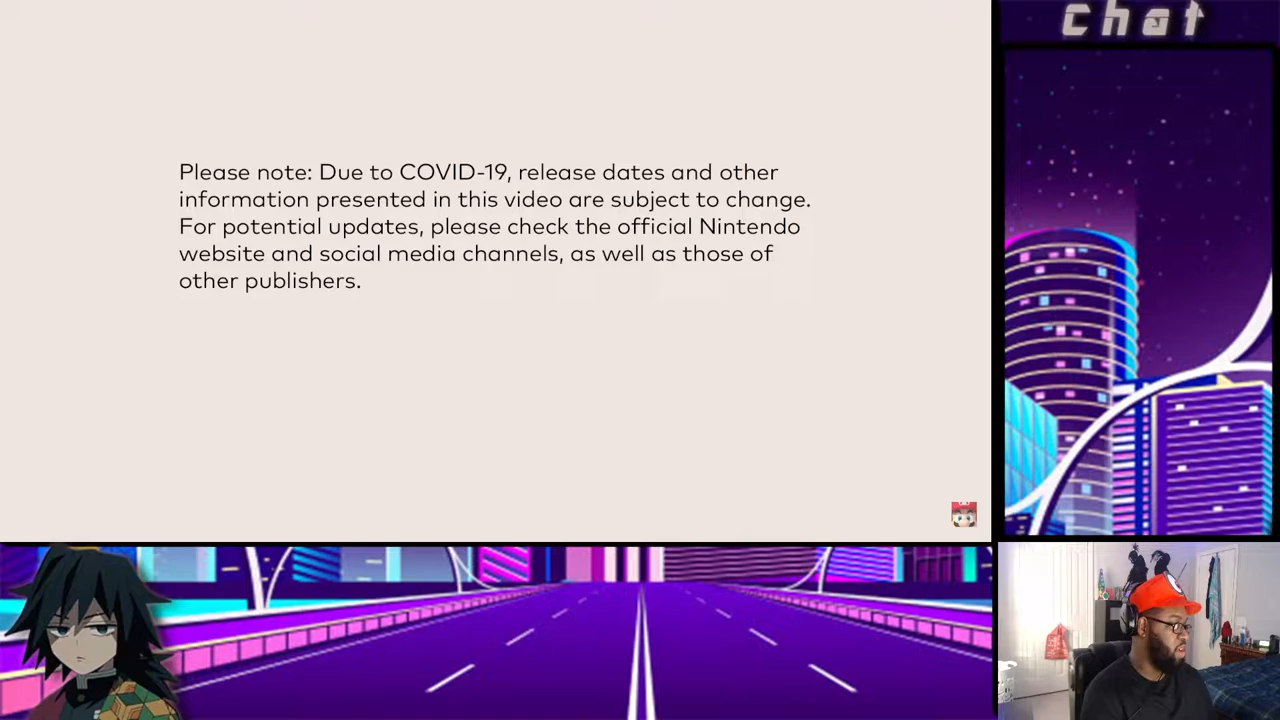 Chat
Please note: Due to COVID-19, release dates and other
information presented in this video are subject to change.
For potential updates, please check the official Nintendo
website and social media channels, as well as those of
other publishers.